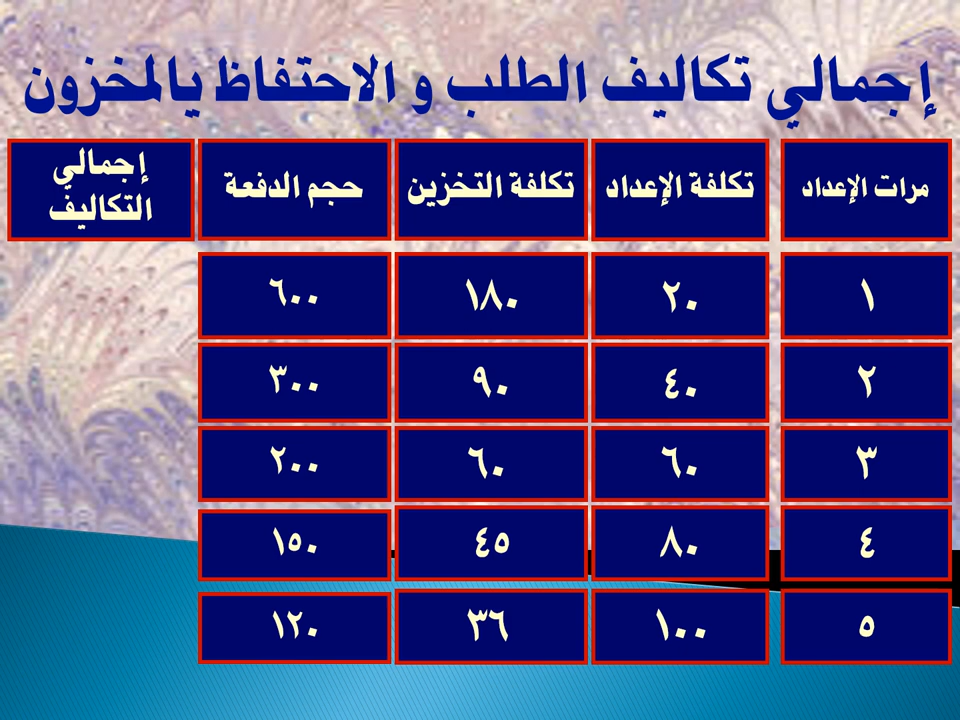 إجمالي تكاليف الطلب و الاحتفاظ يالمخزون
مرات الإعداد تكلفة الإعداد تكلفة التخزين حجم الدفعة إجمالي التكاليف
١ ٢٠ ١٨٠ ٦٠٠
٢ ٤٠ ٩٠ ٣٠٠
٣ ٦٠ ٦٠ ٢٠٠
٤ ٨٠ ٤٥ ١٥٠
٥ ١٠٠ ٣٦ ١٢٠